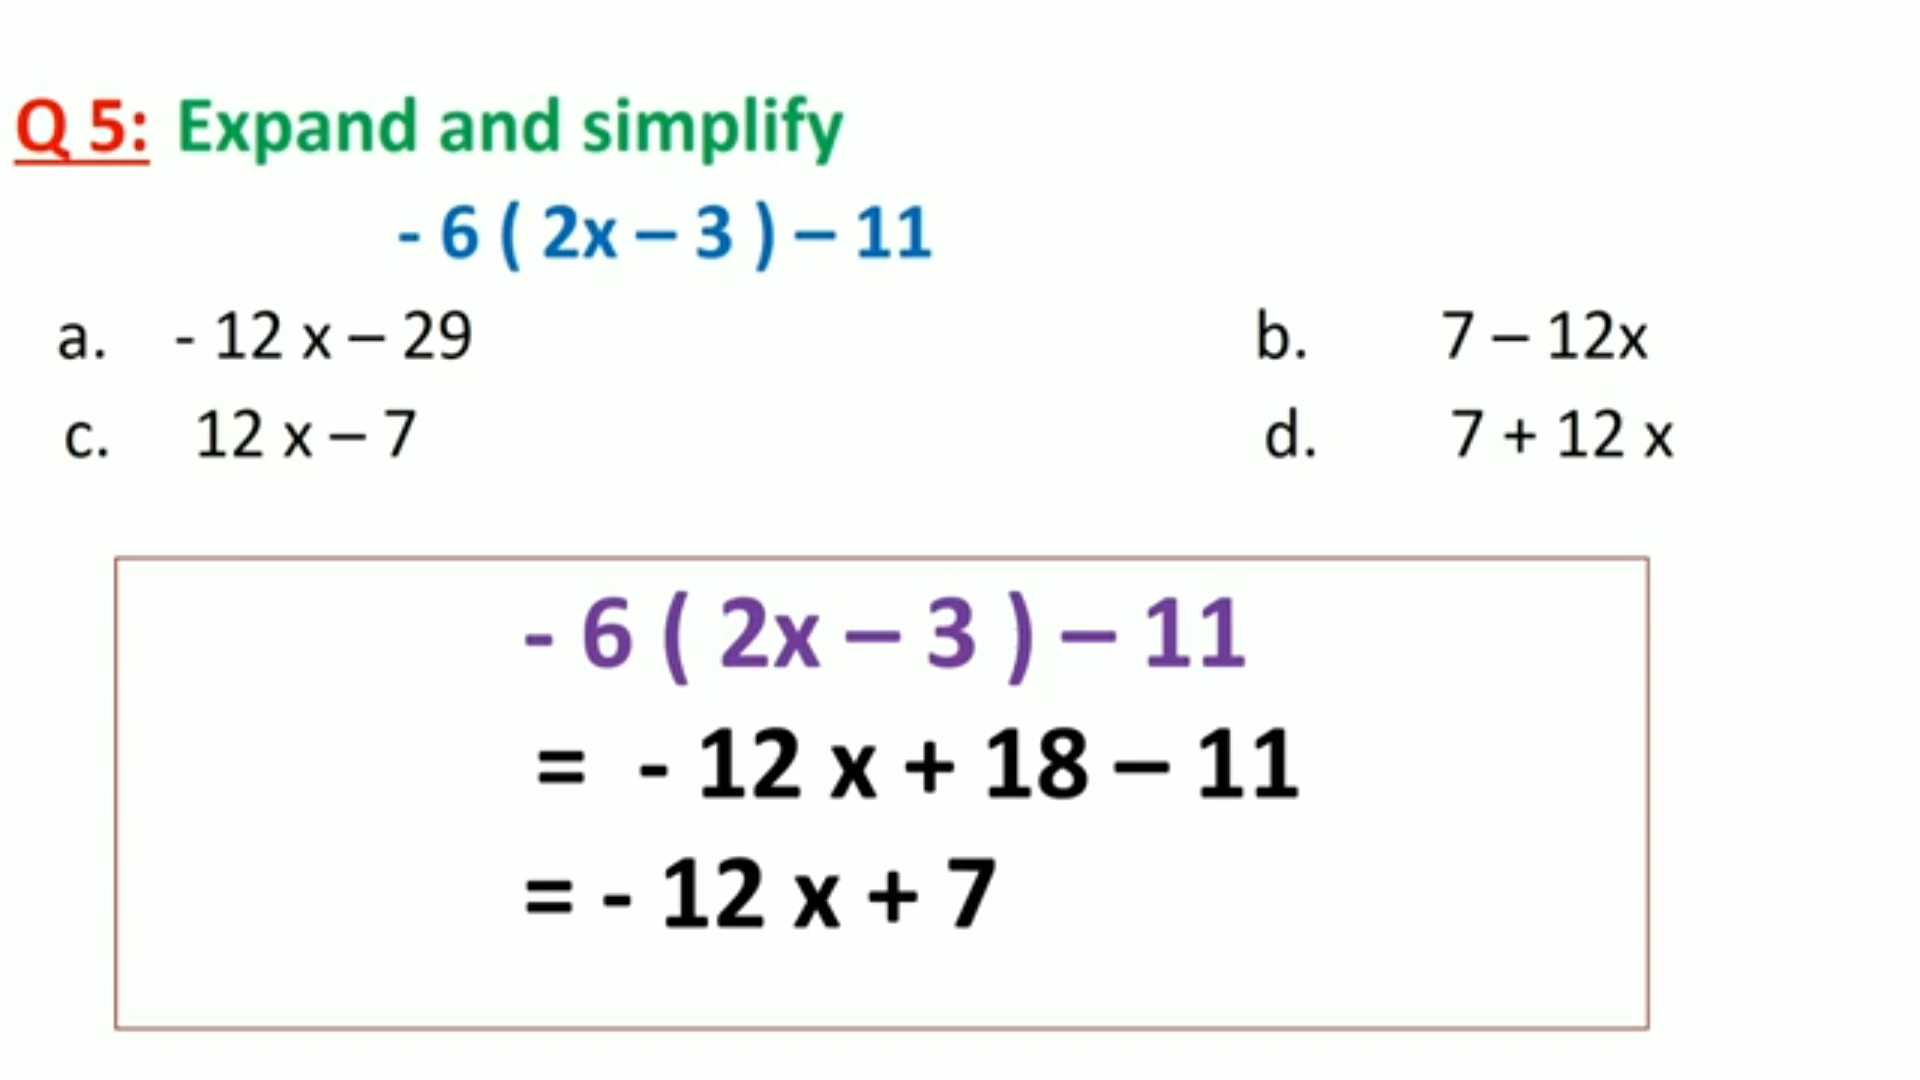 Q 5: Expand and simplify
- 6 ( 2x – 3 ) – 11
a. - 12 x – 29 b. 7 – 12x
c. 12 x – 7 d. 7 + 12 x
- 6 ( 2x – 3 ) – 11
= - 12 x + 18 – 11
= - 12 x + 7